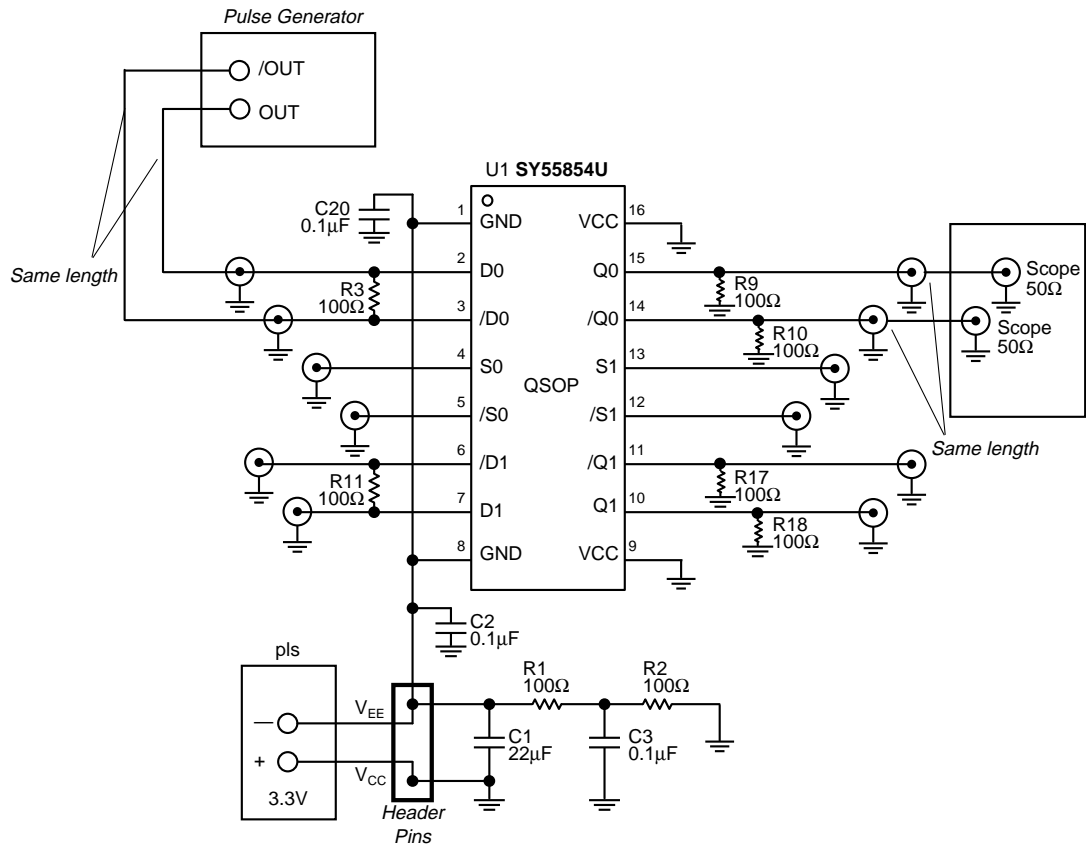 Pulse Generator
/OUT
OUT
Same length
U1 SY55854U
C20
0.1µF
1
GND
VCC
16
2
D0
Q0
15
R3
100Ω
R9
100Ω
Scope
50Ω
3
/D0
/Q0
14
R10
100Ω
Scope
50Ω
4
S0
S1
13
QSOP
5
/S0
/S1
12
Same length
6
/D1
/Q1
11
R11
100Ω
R17
100Ω
7
D1
Q1
10
R18
100Ω
8
GND
VCC
9
C2
0.1µF
pls
—
+
3.3V
VEE
VCC
Header
Pins
R1
100Ω
R2
100Ω
C1
22µF
C3
0.1µF